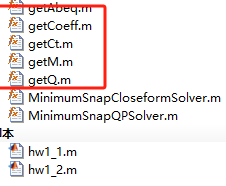 getAbeq.m
getCoeff.m
getCt.m
getM.m
getQ.m
MinimumSnapCloseformSolver.m
MinimumSnapQPSolver.m
本
hw1_1.m
hw1_2.m